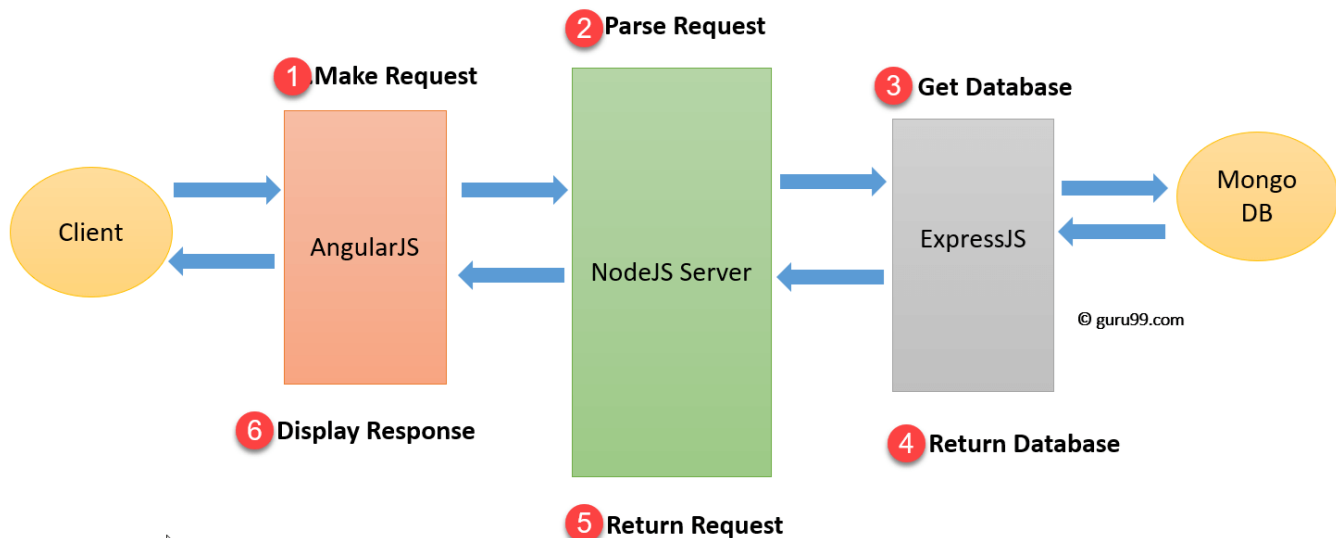 2 Parse Request
1 .Make Request
3 Get Database
Client
AngularJS
NodeJS Server
ExpressJS
Mongo
DB
© guru99.com
6 Display Response
4 Return Database
5 Return Request